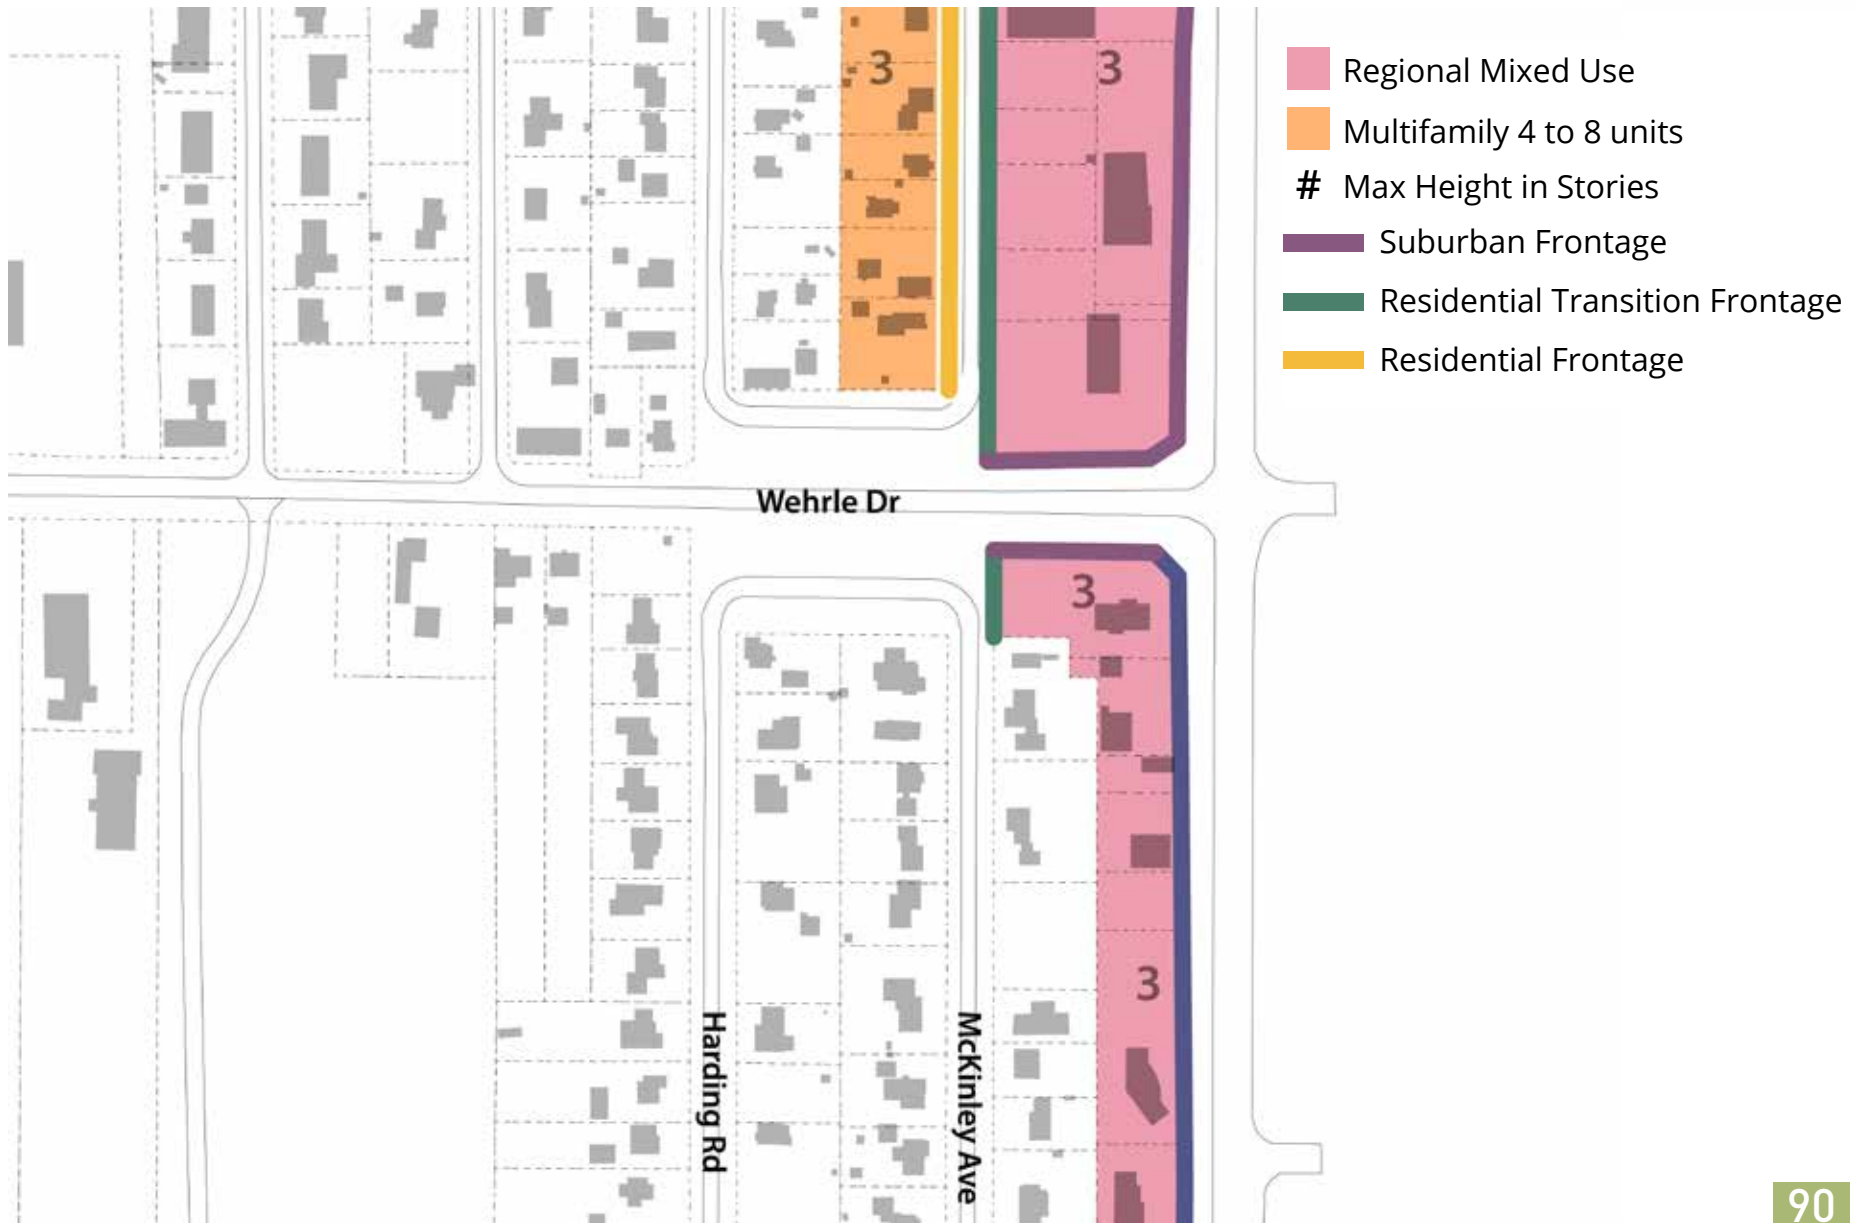 3
3
Regional Mixed Use
Multifamily 4 to 8 units
# Max Height in Stories
Suburban Frontage
Residential Transition Frontage
Residential Frontage
Wehrle Dr
3
3
Harding Rd
McKinley Ave
90